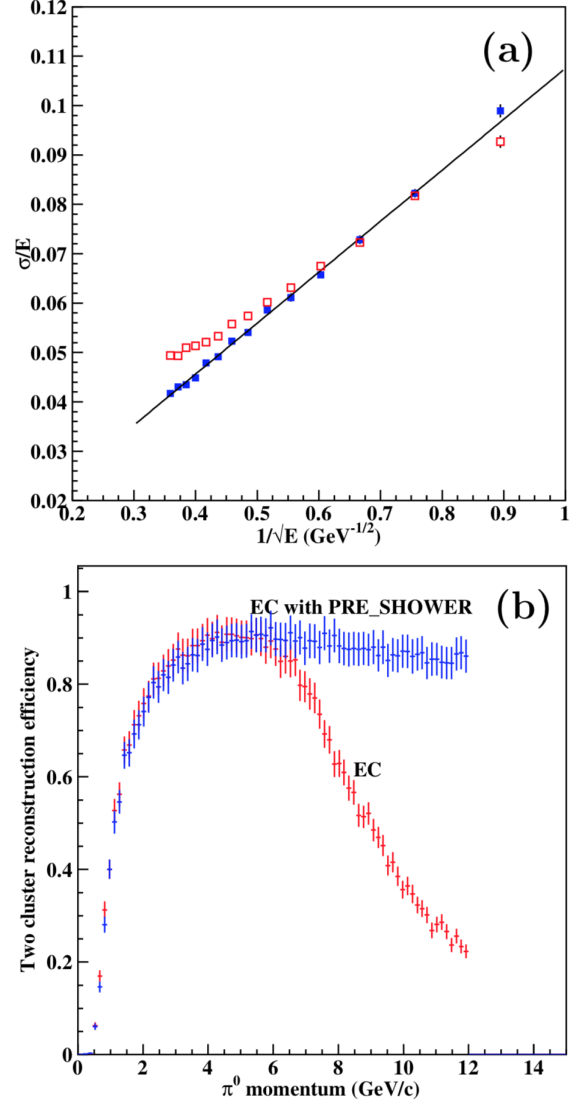 0.12
(a)
0.11
0.1
0.09
0.08
σ/E
0.07
0.06
0.05
0.04
0.03
0.02
0.2 0.3 0.4 0.5 0.6 0.7 0.8 0.9 1
1/√E (GeV⁻¹/²)
1
EC with PRE_SHOWER
(b)
0.8
EC
0.6
Two cluster reconstruction efficiency
0.4
0.2
0
0 2 4 6 8 10 12 14
π⁰ momentum (GeV/c)